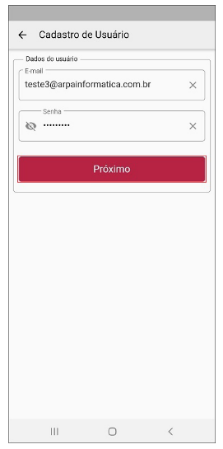 Cadastro de Usuário
Dados do usuário
E-mail
teste3@arpainformatica.com.br
Senha
•••••••••
Próximo